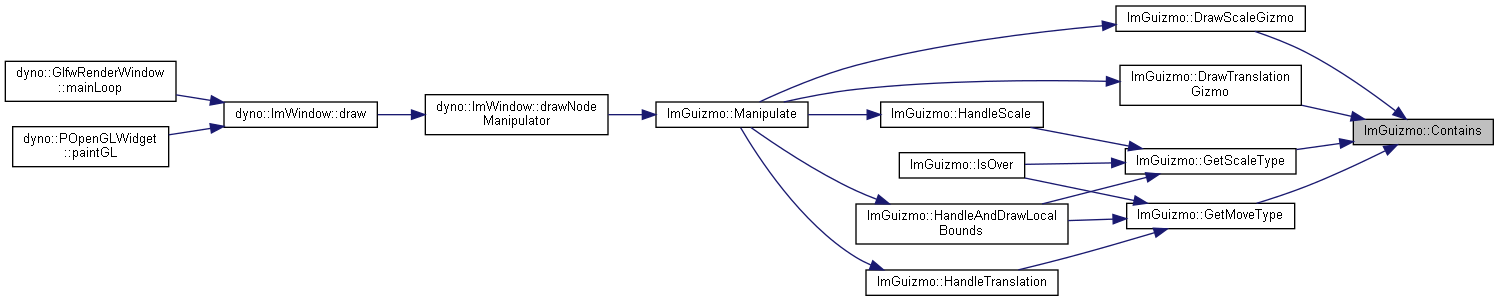 dyno::GlfwRenderWindow
::mainLoop
dyno::POpenGLWidget
::paintGL
dyno::ImWindow::draw
dyno::ImWindow::drawNode
Manipulator
ImGuizmo::Manipulate
ImGuizmo::DrawScaleGizmo
ImGuizmo::DrawTranslation
Gizmo
ImGuizmo::HandleScale
ImGuizmo::IsOver
ImGuizmo::HandleAndDrawLocal
Bounds
ImGuizmo::HandleTranslation
ImGuizmo::GetScaleType
ImGuizmo::GetMoveType
ImGuizmo::Contains